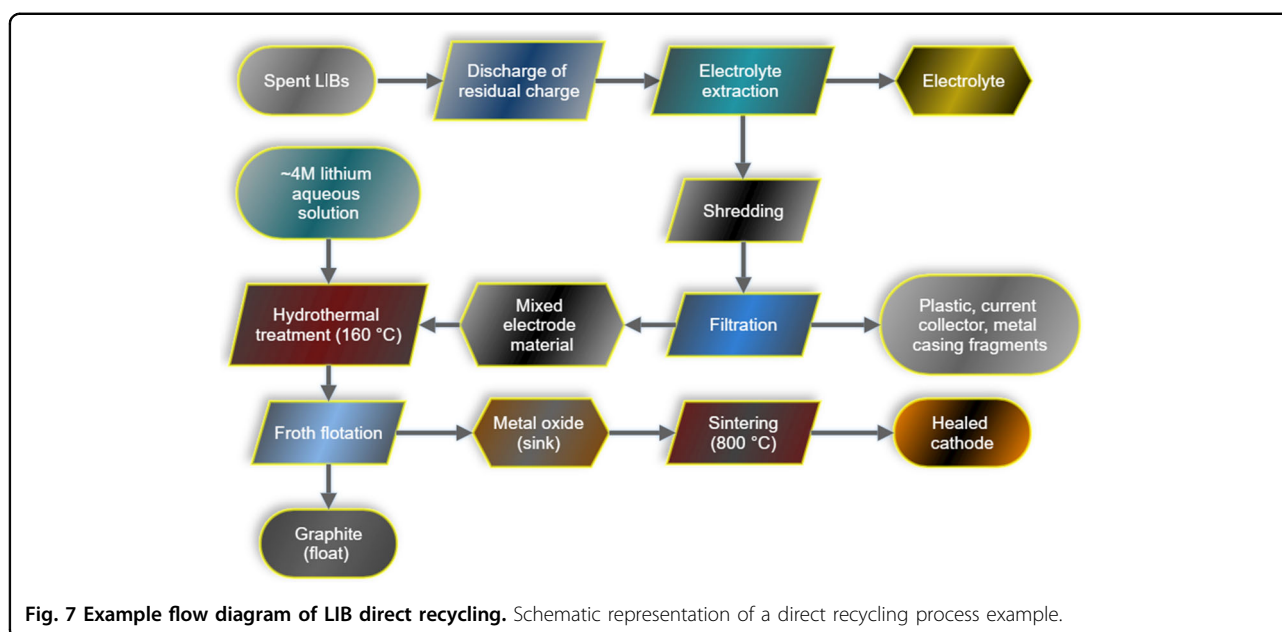 Spent LIBs
Discharge of
residual charge
Electrolyte
extraction
Electrolyte
~4M lithium
aqueous
solution
Shredding
Hydrothermal
treatment (160 °C)
Mixed
electrode
material
Filtration
Plastic, current
collector, metal
casing fragments
Froth flotation
Metal oxide
(sink)
Sintering
(800 °C)
Healed
cathode
Graphite
(float)
Fig. 7 Example flow diagram of LIB direct recycling. Schematic representation of a direct recycling process example.